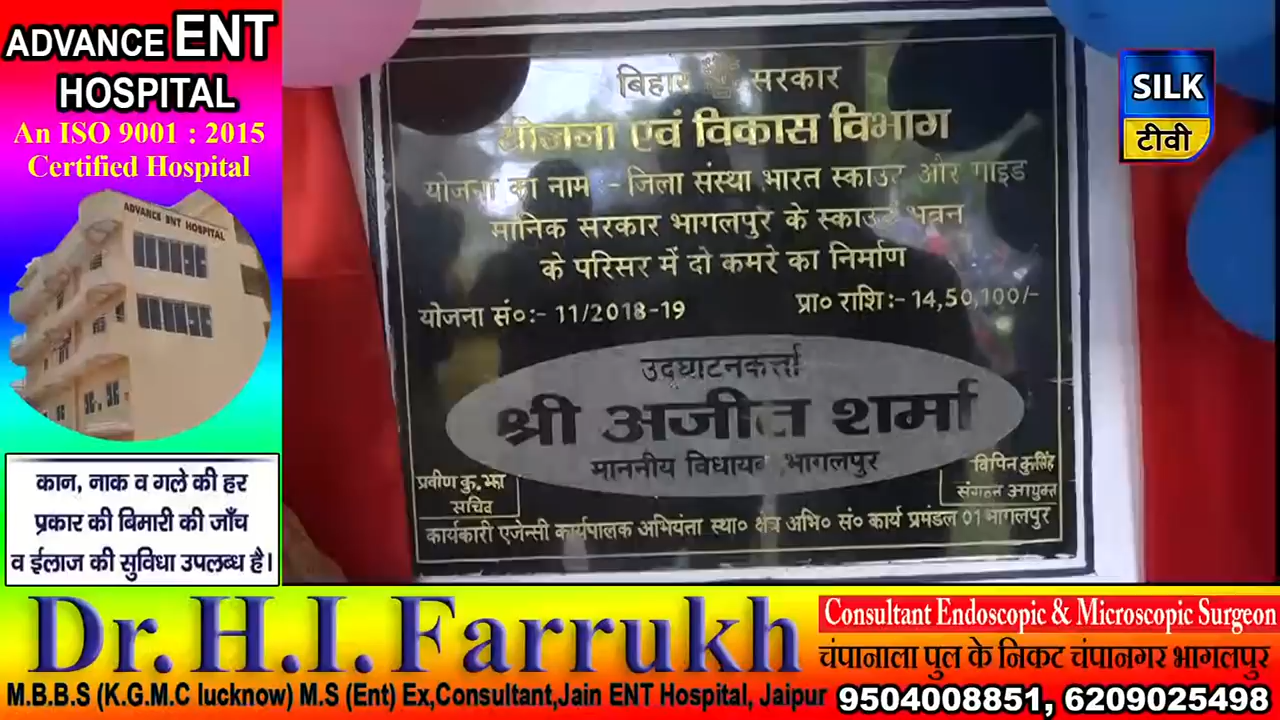 ADVANCE ENT
HOSPITAL
An ISO 9001 : 2015
Certified Hospital
ADVANCE ENT HOSPITAL
कान, नाक व गले की हर
प्रकार की बिमारी की जाँच
व ईलाज की सुविधा उपलब्ध है।
बिहार सरकार
योजना एवं विकास विभाग
योजना का नाम :- जिला संस्था भारत स्काउट और गाइड
मानिक सरकार भागलपुर के स्काउट भवन
के परिसर में दो कमरे का निर्माण
योजना सं०:- 11/2018-19 प्रा० राशि:- 14,50,100/-
उद्घाटनकर्त्ता
श्री अजीत शर्मा
माननीय विधायक भागलपुर
प्रवीण कु. झा
सचिव
विपिन कु सिंह
संगठन आयुक्त
कार्यकारी एजेन्सी कार्यपालक अभियंता स्था० क्षेत्र अभि० सं० कार्य प्रमंडल 01 भागलपुर
SILK
टीवी
Dr. H.I. Farrukh
M.B.B.S (K.G.M.C lucknow) M.S (Ent) Ex,Consultant,Jain ENT Hospital, Jaipur
Consultant Endoscopic & Microscopic Surgeon
चंपानाला पुल के निकट चंपानगर भागलपुर
9504008851, 6209025498